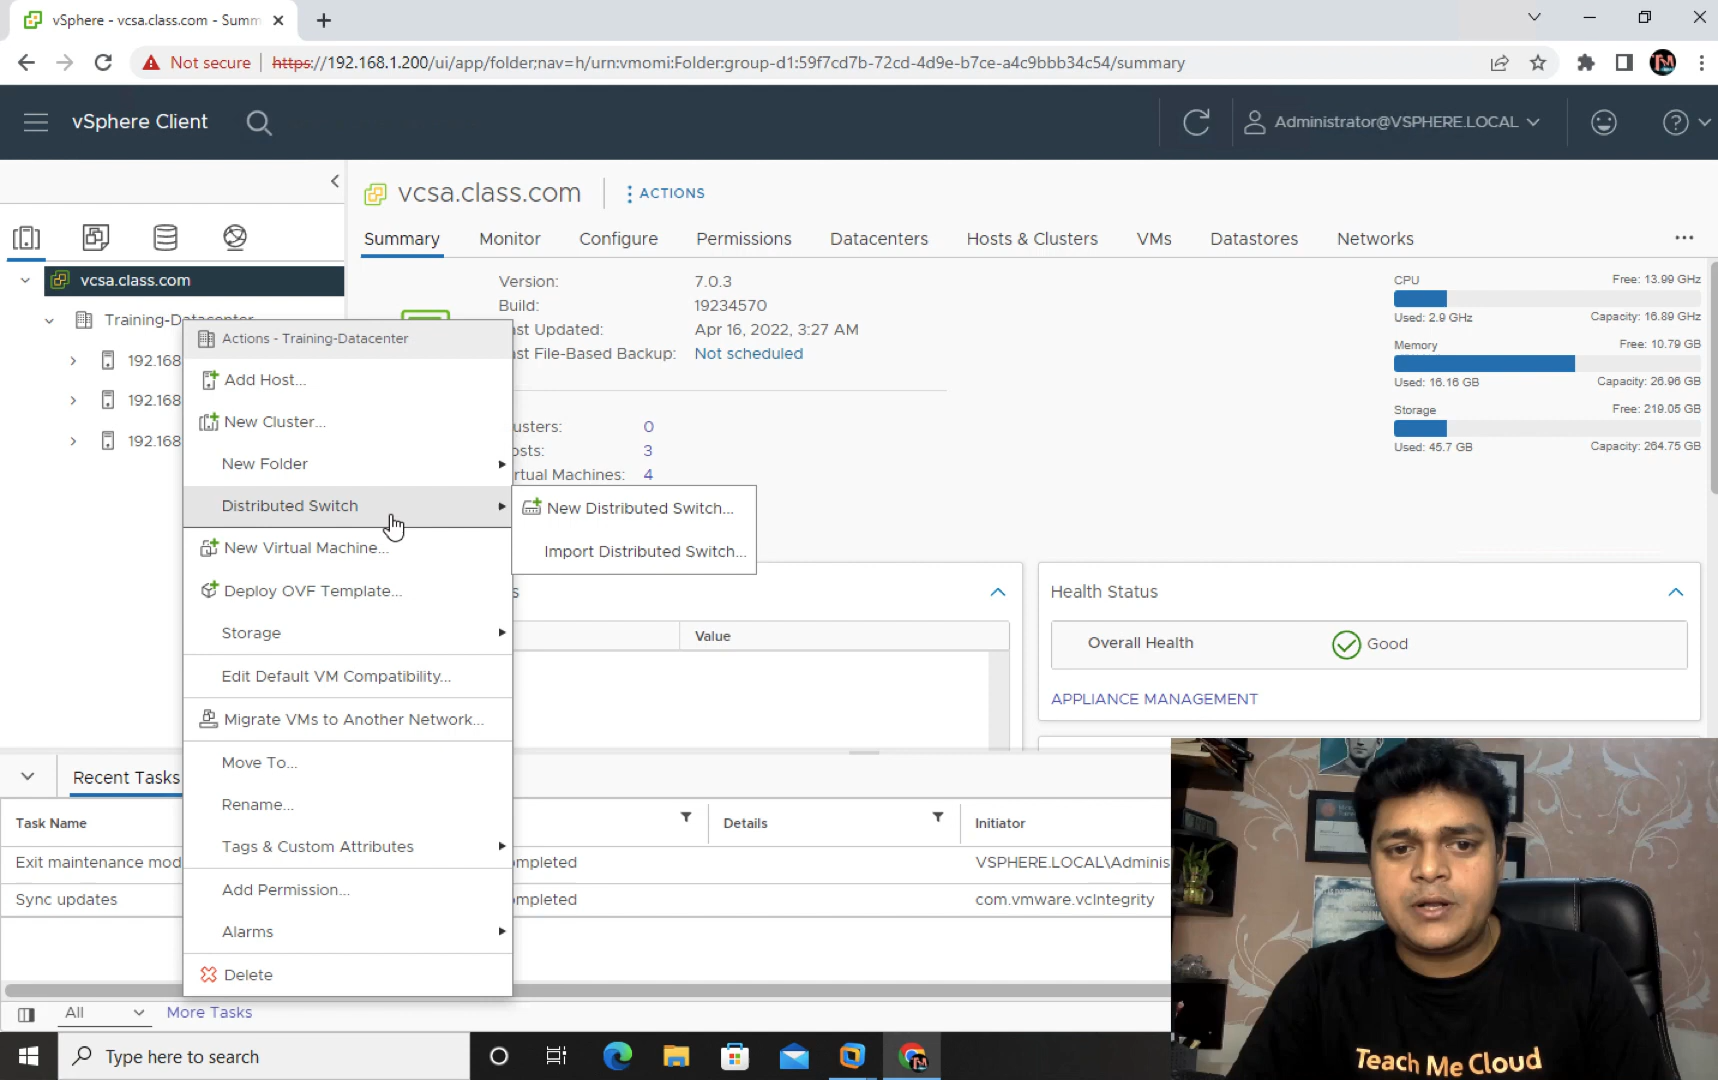 vSphere - vcsa.class.com - Summ
Not secure
https://192.168.1.200/ui/app/folder;nav=h/urn:vmomi:Folder:group-d1:59f7cd7b-72cd-4d9e-b7ce-a4c9bbb34c54/summary
vSphere Client
Administrator@VSPHERE.LOCAL
vcsa.class.com
ACTIONS
Summary Monitor Configure Permissions Datacenters Hosts & Clusters VMs Datastores Networks
vcsa.class.com
Training-Datacenter
192.168
192.168
192.168
Version: 7.0.3
Build: 19234570
ast Updated: Apr 16, 2022, 3:27 AM
ast File-Based Backup: Not scheduled
usters: 0
osts: 3
rtual Machines: 4
CPU Free: 13.99 GHz
Used: 2.9 GHz Capacity: 16.89 GHz
Memory Free: 10.79 GB
Used: 16.16 GB Capacity: 26.96 GB
Storage Free: 219.05 GB
Used: 45.7 GB Capacity: 264.75 GB
Actions - Training-Datacenter
Add Host...
New Cluster...
New Folder
Distributed Switch
New Virtual Machine...
Deploy OVF Template...
Storage
Edit Default VM Compatibility...
Migrate VMs to Another Network...
Move To...
Rename...
Tags & Custom Attributes
Add Permission...
Alarms
Delete
New Distributed Switch...
Import Distributed Switch...
s
Value
Health Status
Overall Health Good
APPLIANCE MANAGEMENT
Recent Tasks
Task Name Details Initiator
Exit maintenance mod ompleted VSPHERE.LOCAL\Adminis
Sync updates ompleted com.vmware.vcIntegrity
All More Tasks
Type here to search
TM
Teach Me Cloud